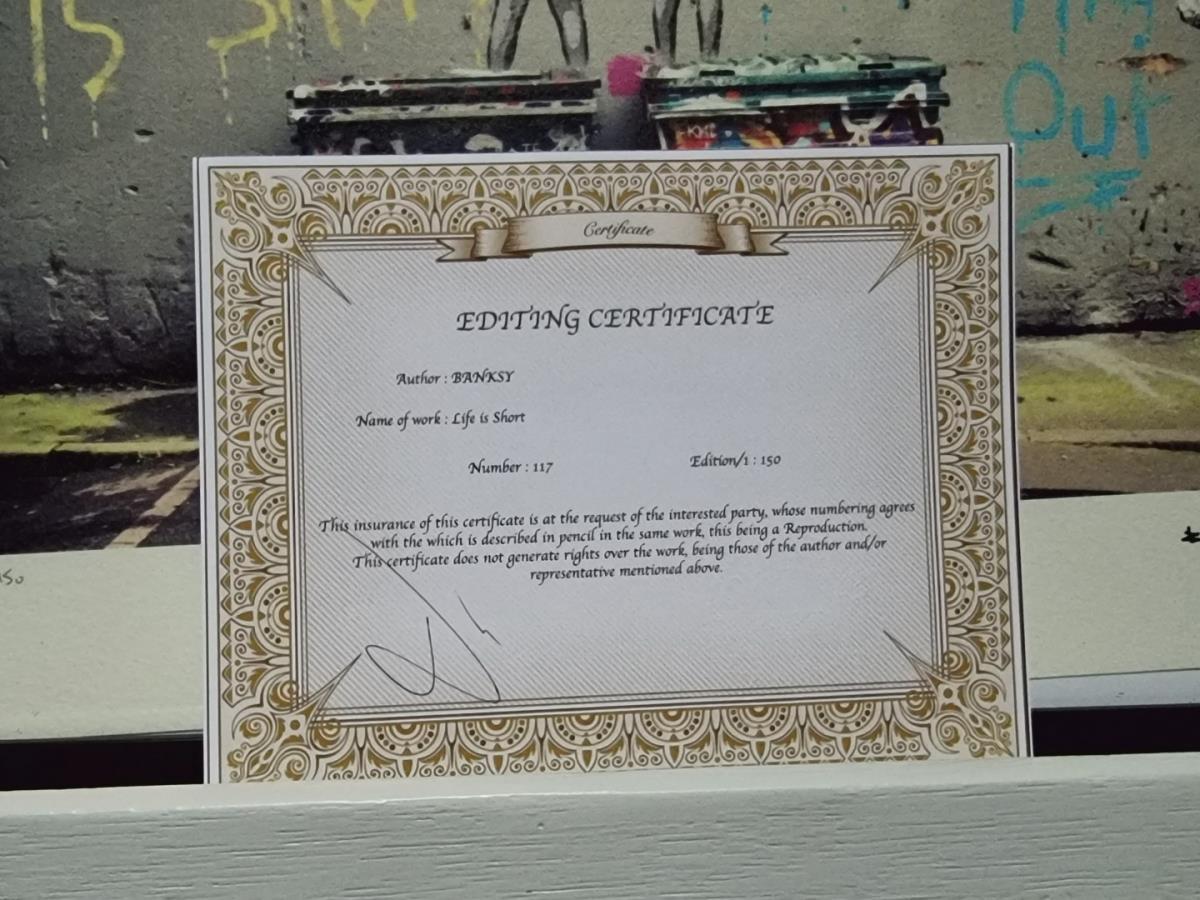 IS SHORT
OUT
Certificate
EDITING CERTIFICATE
Author : BANKSY
Name of work : Life is Short
Number : 117
Edition/1 : 150
This insurance of this certificate is at the request of the interested party, whose numbering agrees
with the which is described in pencil in the same work, this being a Reproduction.
This certificate does not generate rights over the work, being those of the author and/or
representative mentioned above.